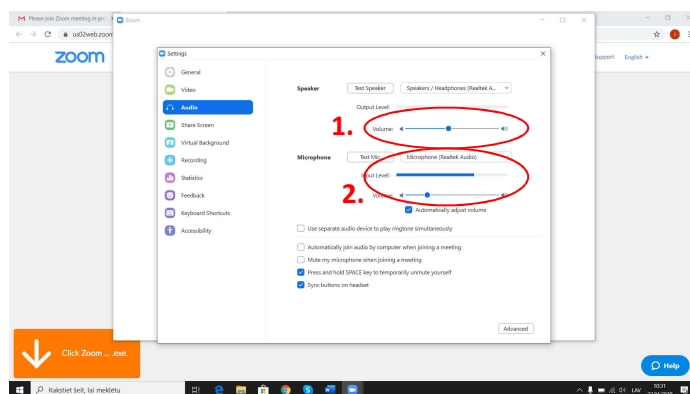 Please join Zoom meeting in pro
Zoom
us02web.zoom
zoom
Support English
Settings
General
Video
Audio
Share Screen
Virtual Background
Recording
Statistics
Feedback
Keyboard Shortcuts
Accessibility
Speaker Test Speaker Speakers / Headphones (Realtek A...
Output Level:
1. Volume:
Microphone Test Mic Microphone (Realtek Audio)
Input Level:
2. Volume:
Automatically adjust volume
Use separate audio device to play ringtone simultaneously
Automatically join audio by computer when joining a meeting
Mute my microphone when joining a meeting
Press and hold SPACE key to temporarily unmute yourself
Sync buttons on headset
Advanced
Click Zoom ... .exe.
Help
Rakstiet šeit, lai meklētu
LAV
10:31